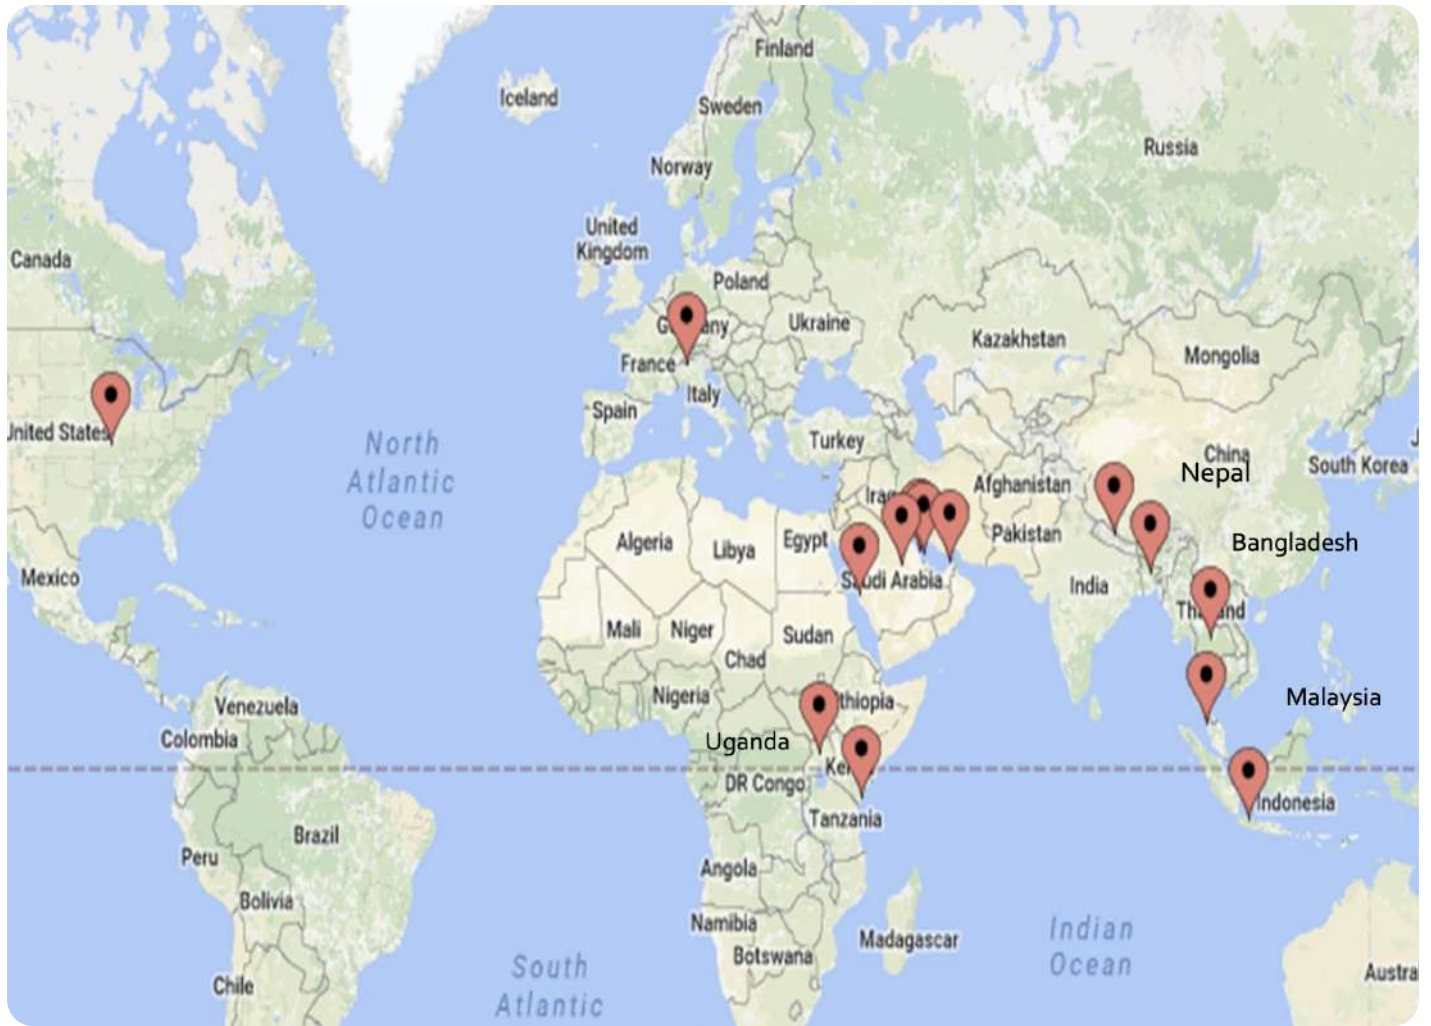 Finland
Iceland
Sweden
Russia
Norway
United
Kingdom
Canada
Poland
Ukraine
Kazakhstan
Mongolia
France
Italy
United States
Spain
Turkey
North
Atlantic
Ocean
China
Nepal
South Korea
Afghanistan
Pakistan
Algeria
Libya
Egypt
Bangladesh
Mexico
Saudi Arabia
India
Mali
Niger
Sudan
Chad
Nigeria
Malaysia
Venezuela
Colombia
Uganda
DR Congo
Indonesia
Tanzania
Brazil
Peru
Angola
Bolivia
Namibia
Botswana
Madagascar
Indian
Ocean
South
Atlantic
Chile
Austra